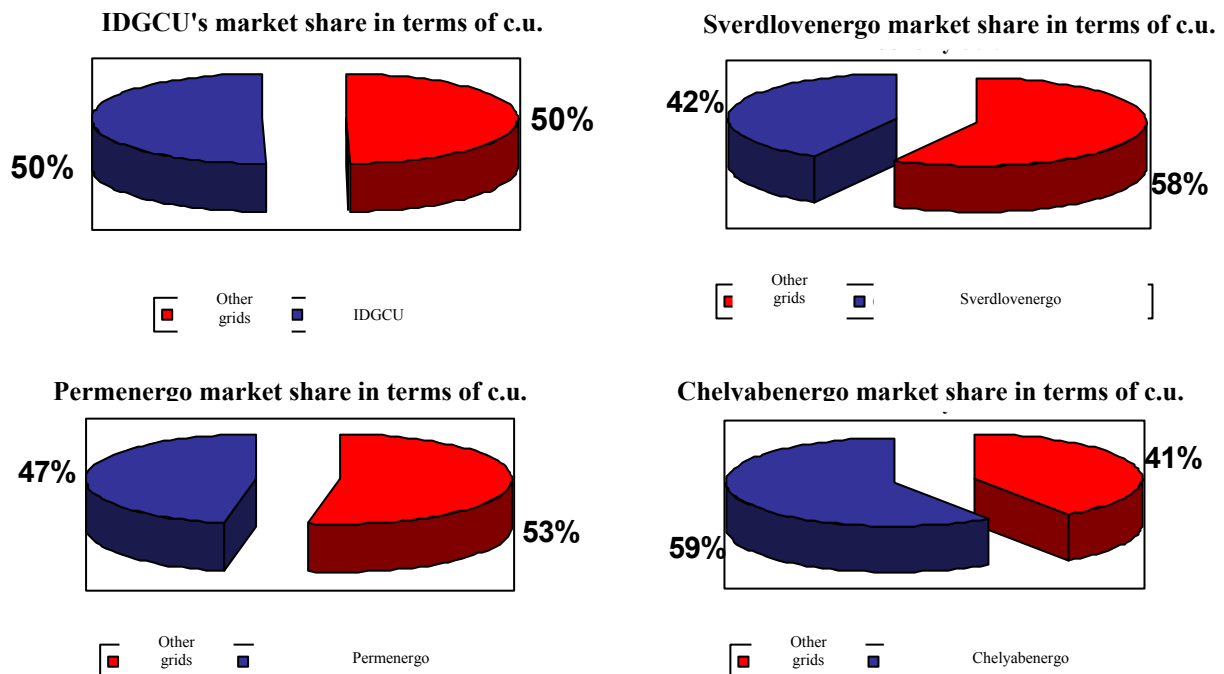 IDGCU's market share in terms of c.u.
50%
50%
Other
grids
IDGCU
Sverdlovenergo market share in terms of c.u.
42%
58%
Other
grids
Sverdlovenergo
Permenergo market share in terms of c.u.
47%
53%
Other
grids
Permenergo
Chelyabenergo market share in terms of c.u.
41%
59%
Other
grids
Chelyabenergo